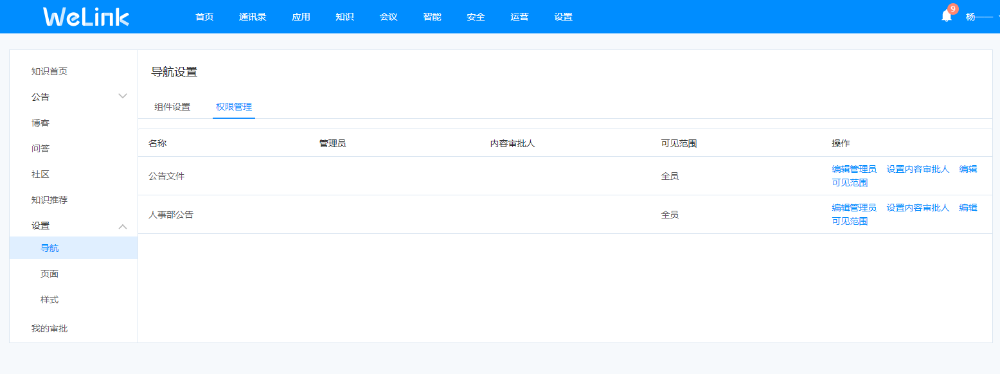 WeLink 首页 通讯录 应用 知识 会议 智能 安全 运营 设置 9 杨——
知识首页
公告
博客
问答
社区
知识推荐
设置
导航
页面
样式
我的审批
导航设置
组件设置 权限管理
名称 管理员 内容审批人 可见范围 操作
公告文件 全员 编辑管理员 设置内容审批人 编辑
可见范围
人事部公告 全员 编辑管理员 设置内容审批人 编辑
可见范围